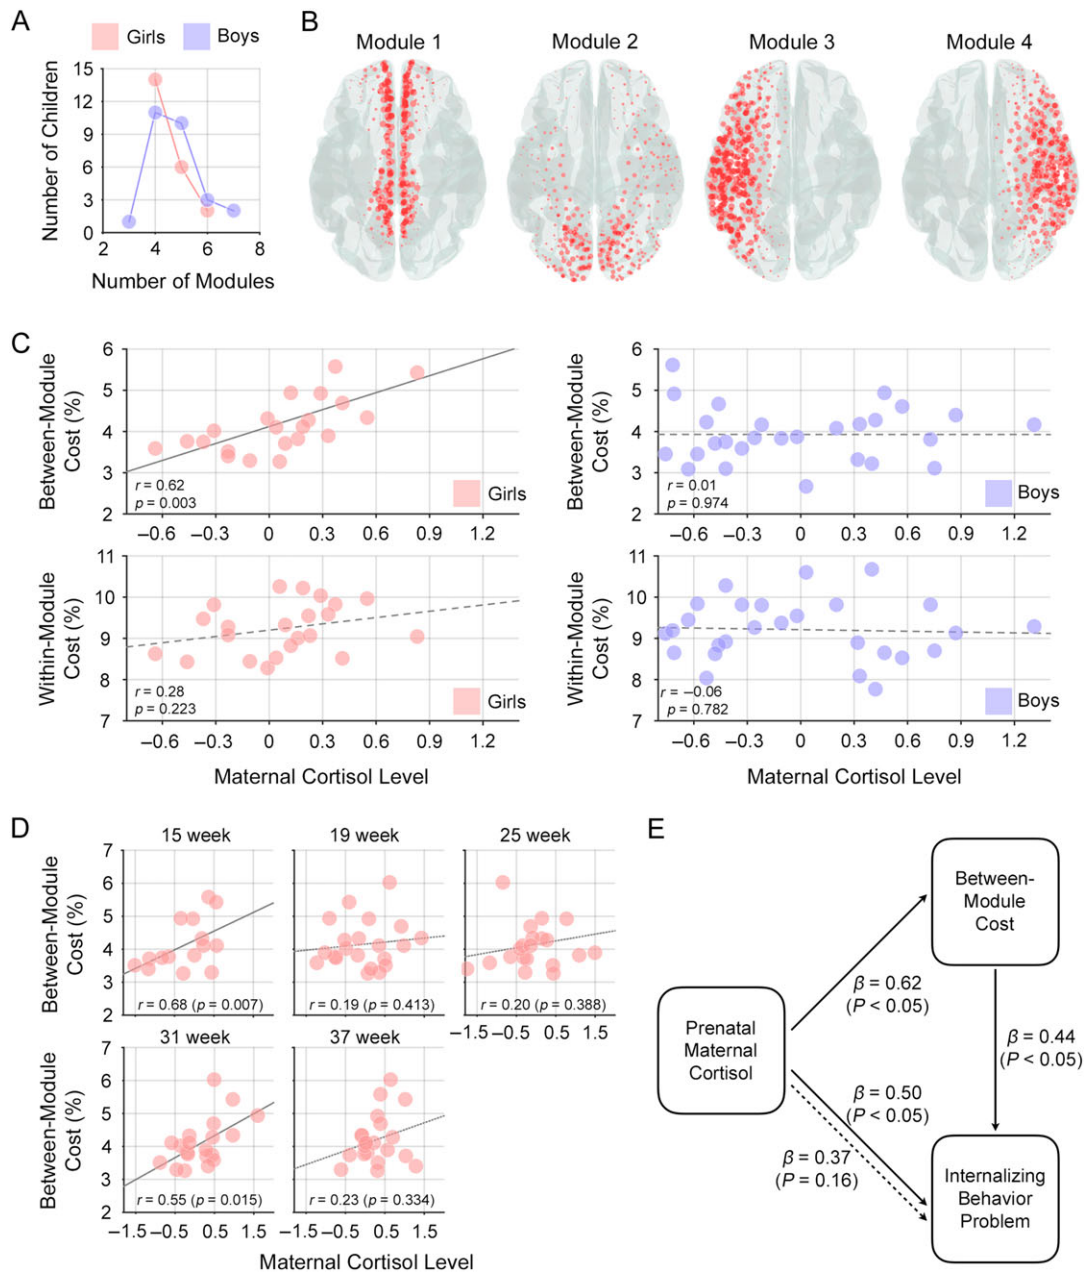 A
Girls
Boys
Number of Children
15
12
9
6
3
0
2
4
6
8
Number of Modules
B
Module 1
Module 2
Module 3
Module 4
C
Between-Module
Cost (%)
6
5
4
3
2
r = 0.62
p = 0.003
Girls
−0.6
−0.3
0
0.3
0.6
0.9
1.2
Between-Module
Cost (%)
6
5
4
3
2
r = 0.01
p = 0.974
Boys
−0.6
−0.3
0
0.3
0.6
0.9
1.2
Within-Module
Cost (%)
11
10
9
8
7
r = 0.28
p = 0.223
Girls
−0.6
−0.3
0
0.3
0.6
0.9
1.2
Maternal Cortisol Level
Within-Module
Cost (%)
11
10
9
8
7
r = −0.06
p = 0.782
Boys
−0.6
−0.3
0
0.3
0.6
0.9
1.2
Maternal Cortisol Level
D
15 week
19 week
25 week
Between-Module
Cost (%)
7
6
5
4
3
2
r = 0.68 (p = 0.007)
r = 0.19 (p = 0.413)
r = 0.20 (p = 0.388)
−1.5
−0.5
0.5
1.5
31 week
37 week
Between-Module
Cost (%)
7
6
5
4
3
2
r = 0.55 (p = 0.015)
r = 0.23 (p = 0.334)
−1.5
−0.5
0.5
1.5
−1.5
−0.5
0.5
1.5
Maternal Cortisol Level
E
Between-
Module
Cost
β = 0.62
(P < 0.05)
Prenatal
Maternal
Cortisol
β = 0.44
(P < 0.05)
β = 0.50
(P < 0.05)
β = 0.37
(P = 0.16)
Internalizing
Behavior
Problem